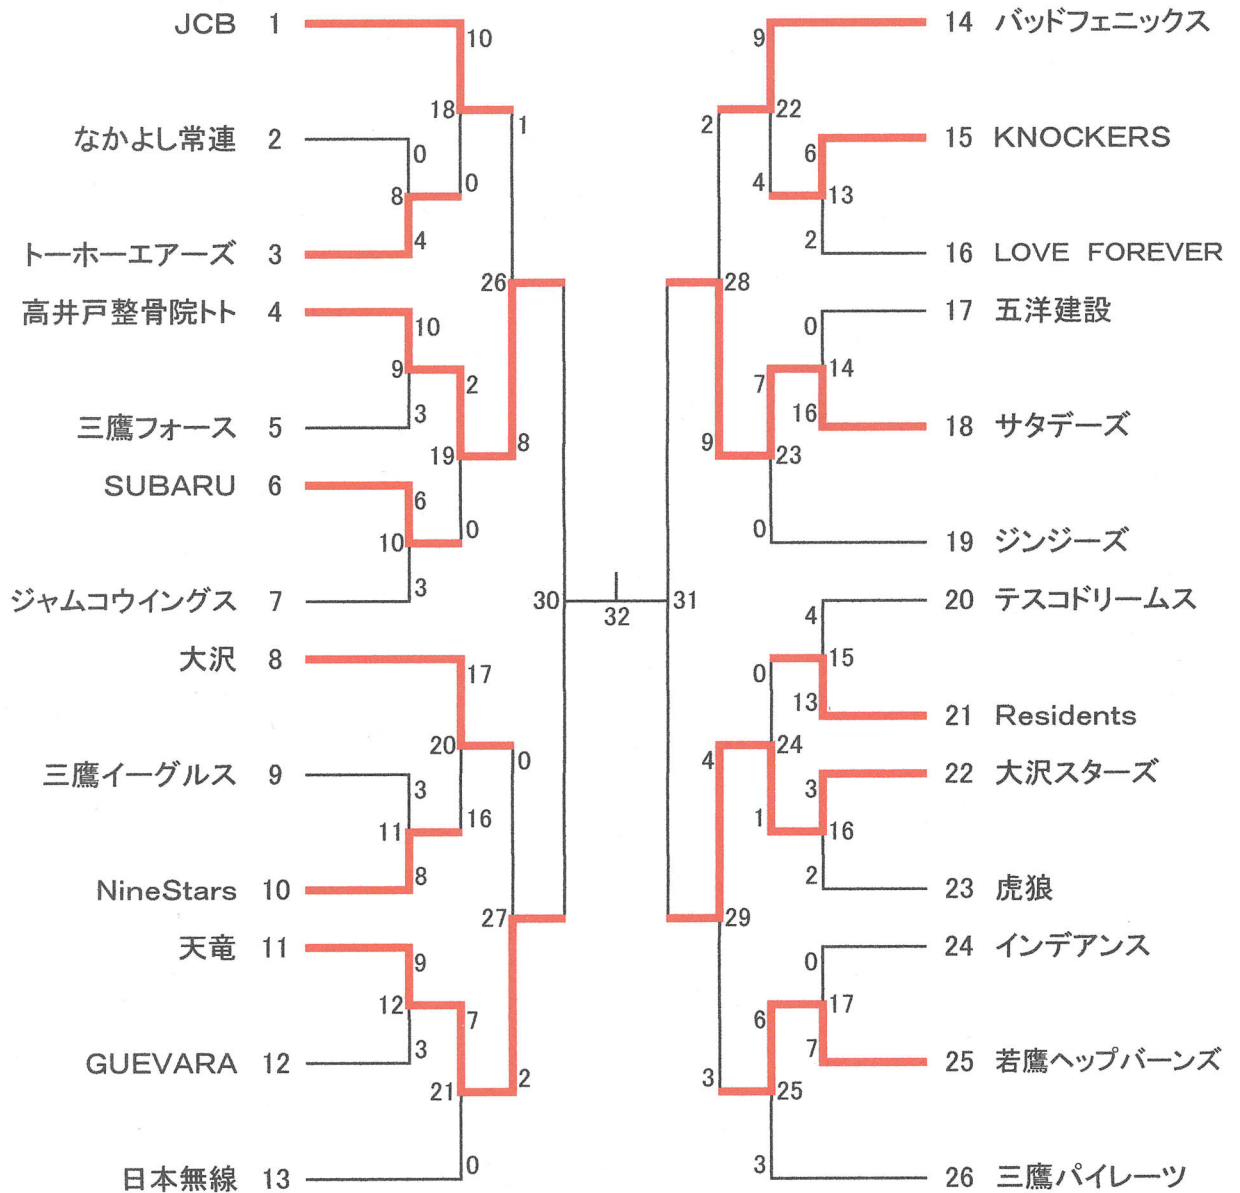 JCB 1
なかよし常連 2
トーホーエアーズ 3
高井戸整骨院トト 4
三鷹フォース 5
SUBARU 6
ジャムコウイングス 7
大沢 8
三鷹イーグルス 9
NineStars 10
天竜 11
GUEVARA 12
日本無線 13
10
18
0
8
0
4
1
26
10
9
2
3
19
8
6
10
0
3
17
20
0
3
11
16
8
27
9
12
7
3
21
2
0
30
32
31
9
2
22
6
4
13
2
28
0
7
14
16
9
23
0
4
0
15
13
4
24
3
1
16
2
29
0
6
17
7
3
25
3
14 バッドフェニックス
15 KNOCKERS
16 LOVE FOREVER
17 五洋建設
18 サタデーズ
19 ジンジーズ
20 テスコドリームス
21 Residents
22 大沢スターズ
23 虎狼
24 インデアンス
25 若鷹ヘップバーンズ
26 三鷹パイレーツ